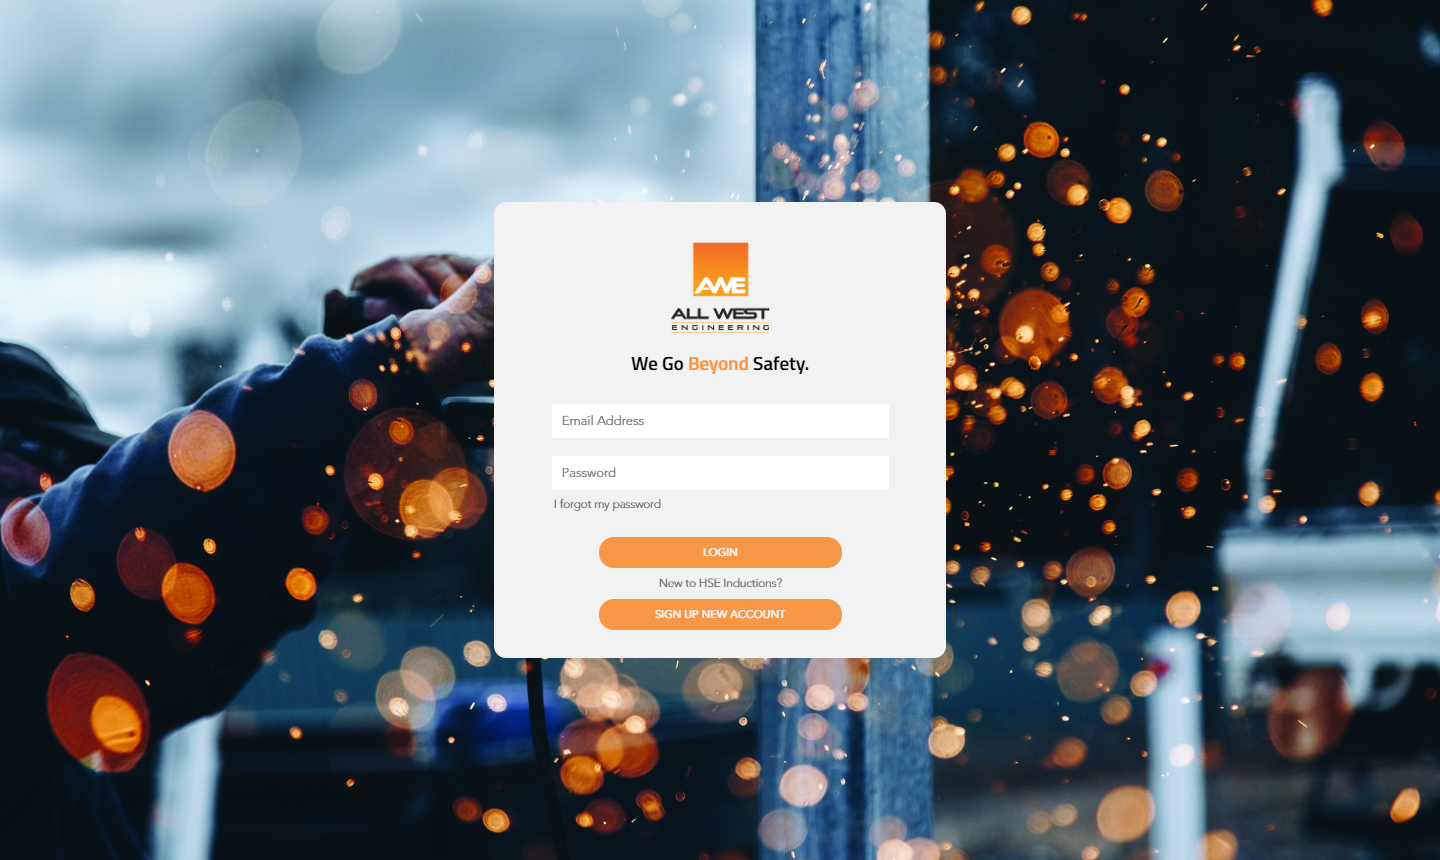 AWE
ALL WEST
ENGINEERING
We Go Beyond Safety.
Email Address
Password
I forgot my password
LOGIN
New to HSE Inductions?
SIGN UP NEW ACCOUNT